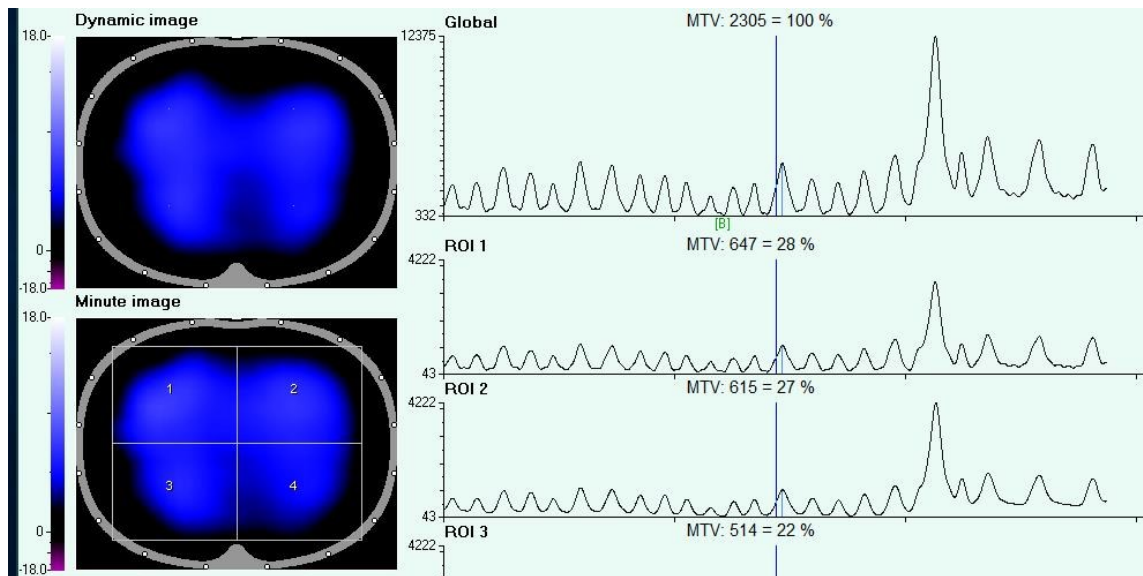 Dynamic image
18.0
0
-18.0
Minute image
18.0
1
2
3
4
0
-18.0
Global
MTV: 2305 = 100 %
12375
332
[B]
ROI 1
MTV: 647 = 28 %
4222
43
ROI 2
MTV: 615 = 27 %
4222
43
ROI 3
MTV: 514 = 22 %
4222